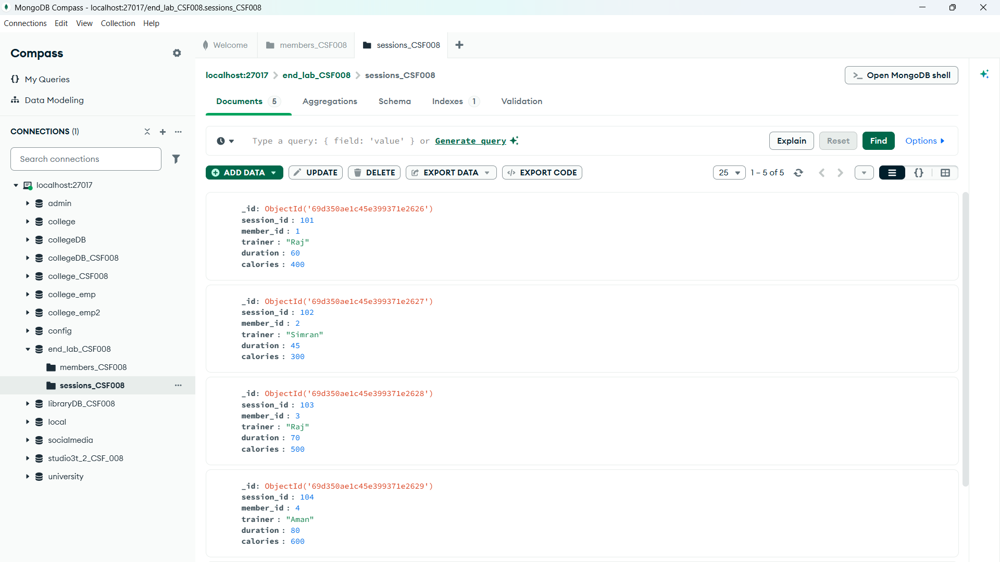 MongoDB Compass - localhost:27017/end_lab_CSF008.sessions_CSF008
Connections Edit View Collection Help
Compass
My Queries
Data Modeling
CONNECTIONS (1)
Search connections
localhost:27017
admin
college
collegeDB
collegeDB_CSF008
college_CSF008
college_emp
college_emp2
config
end_lab_CSF008
members_CSF008
sessions_CSF008
libraryDB_CSF008
local
socialmedia
studio3t_2_CSF_008
university
Welcome members_CSF008 sessions_CSF008
localhost:27017 end_lab_CSF008 sessions_CSF008
>_ Open MongoDB shell
Documents 5 Aggregations Schema Indexes 1 Validation
Type a query: { field: 'value' } or Generate query
Explain Reset Find Options
ADD DATA UPDATE DELETE EXPORT DATA </> EXPORT CODE
25 1 – 5 of 5 {}
_id: ObjectId('69d350ae1c45e399371e2626')
session_id : 101
member_id : 1
trainer : "Raj"
duration : 60
calories : 400
_id: ObjectId('69d350ae1c45e399371e2627')
session_id : 102
member_id : 2
trainer : "Simran"
duration : 45
calories : 300
_id: ObjectId('69d350ae1c45e399371e2628')
session_id : 103
member_id : 3
trainer : "Raj"
duration : 70
calories : 500
_id: ObjectId('69d350ae1c45e399371e2629')
session_id : 104
member_id : 4
trainer : "Aman"
duration : 80
calories : 600